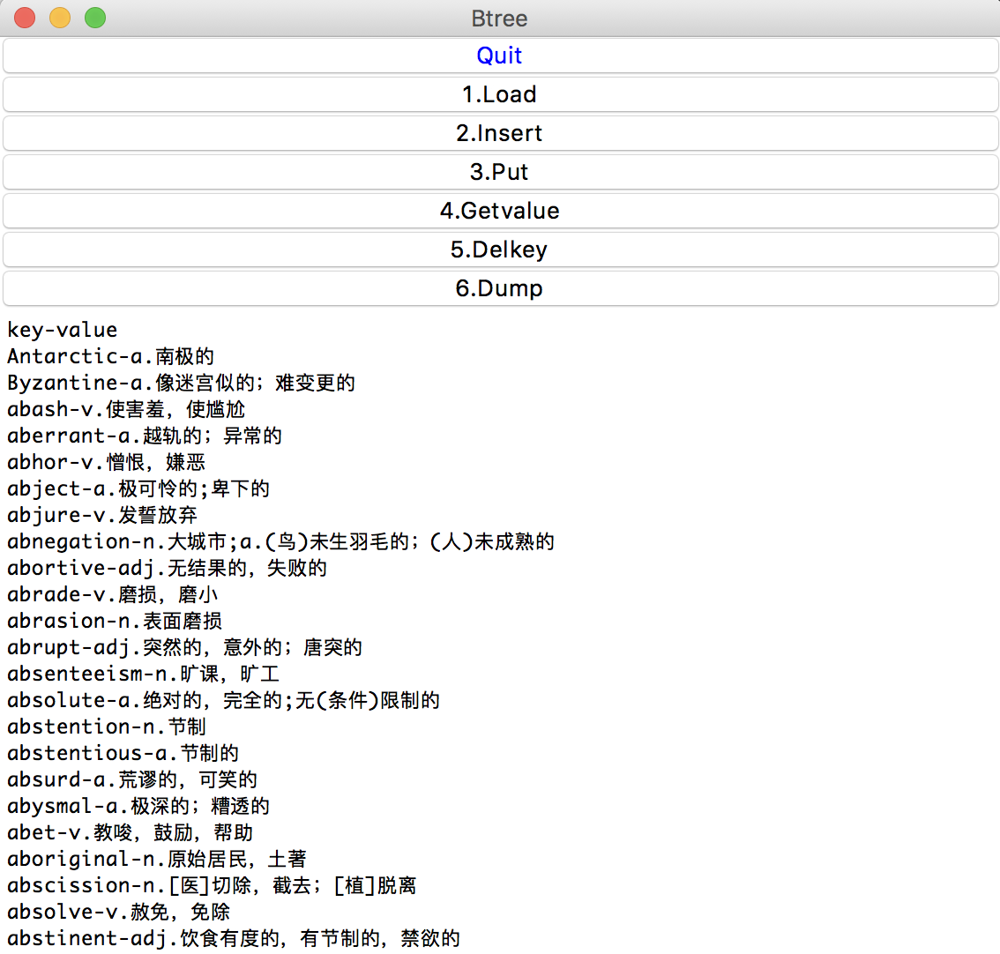 Btree
Quit
1.Load
2.Insert
3.Put
4.Getvalue
5.Delkey
6.Dump
key-value
Antarctic-a.南极的
Byzantine-a.像迷宫似的；难变更的
abash-v.使害羞，使尴尬
aberrant-a.越轨的；异常的
abhor-v.憎恨，嫌恶
abject-a.极可怜的;卑下的
abjure-v.发誓放弃
abnegation-n.大城市;a.(鸟)未生羽毛的；(人)未成熟的
abortive-adj.无结果的，失败的
abrade-v.磨损，磨小
abrasion-n.表面磨损
abrupt-adj.突然的，意外的；唐突的
absenteeism-n.旷课，旷工
absolute-a.绝对的，完全的;无(条件)限制的
abstention-n.节制
abstentious-a.节制的
absurd-a.荒谬的，可笑的
abysmal-a.极深的；糟透的
abet-v.教唆，鼓励，帮助
aboriginal-n.原始居民，土著
abscission-n.[医]切除，截去；[植]脱离
absolve-v.赦免，免除
abstinent-adj.饮食有度的，有节制的，禁欲的